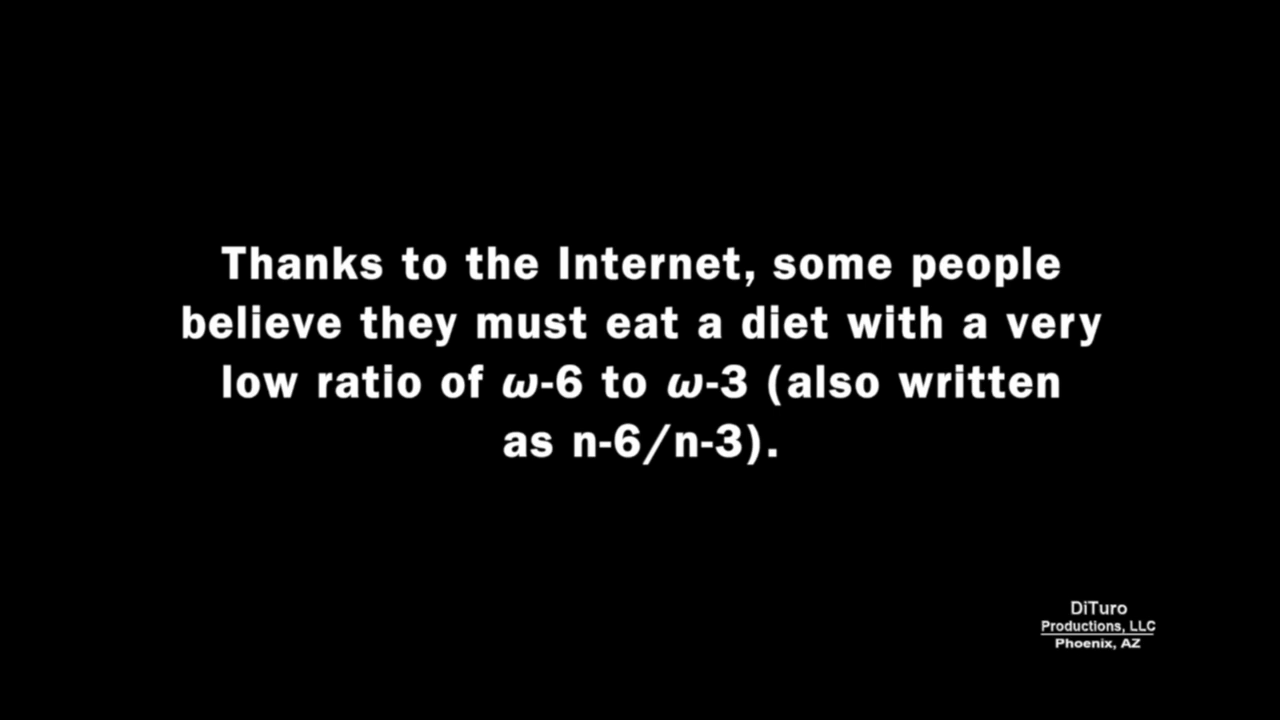 Thanks to the Internet, some people
believe they must eat a diet with a very
low ratio of ω-6 to ω-3 (also written
as n-6/n-3).
DiTuro
Productions, LLC
Phoenix, AZ